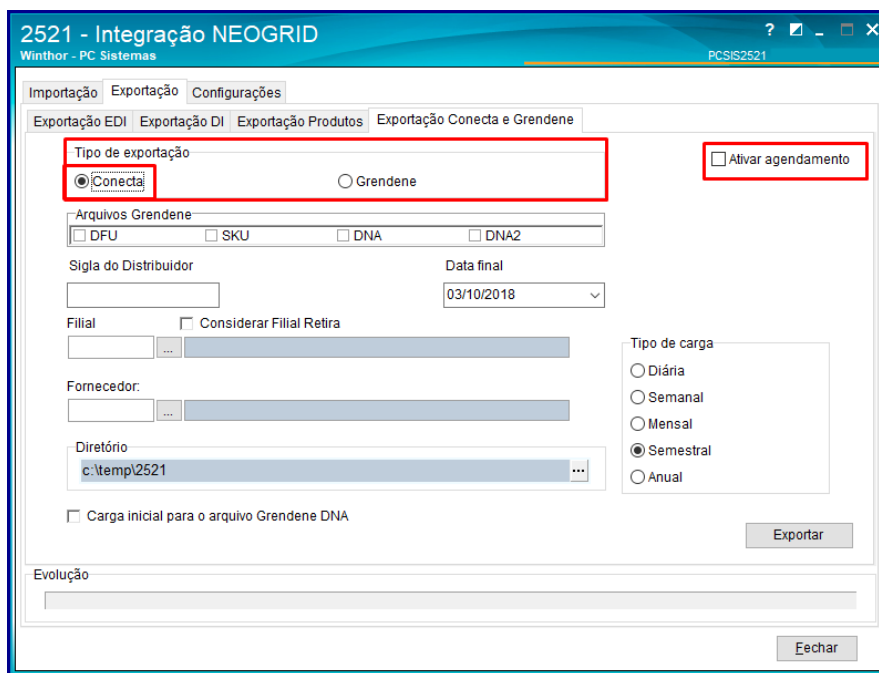 2521 - Integração NEOGRID
Winthor - PC Sistemas
PCSIS2521
Importação Exportação Configurações
Exportação EDI Exportação DI Exportação Produtos Exportação Conecta e Grendene
Tipo de exportação
Conecta Grendene
Ativar agendamento
Arquivos Grendene
DFU SKU DNA DNA2
Sigla do Distribuidor Data final
03/10/2018
Filial Considerar Filial Retira
...
Tipo de carga
Diária
Semanal
Mensal
Semestral
Anual
Fornecedor:
...
Diretório
c:\temp\2521 ...
Carga inicial para o arquivo Grendene DNA
Exportar
Evolução
Fechar